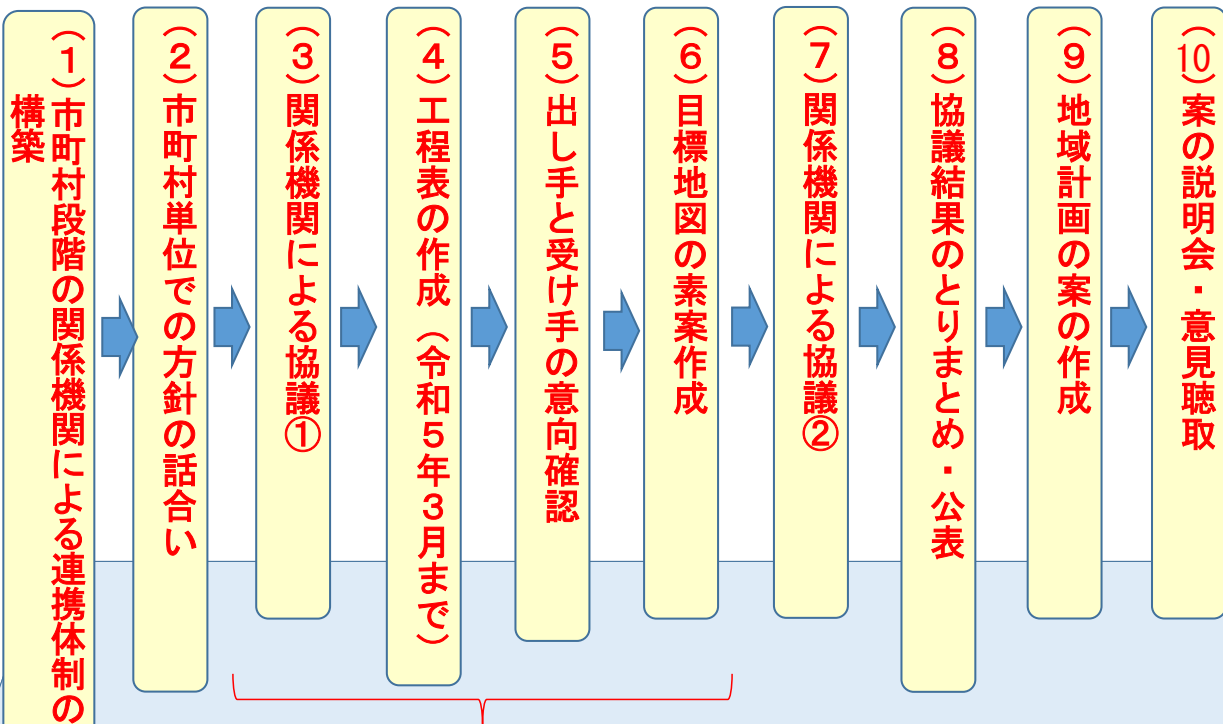 （1）市町村段階の関係機関による連携体制の
構築
（２）市町村単位での方針の話合い
（３）関係機関による協議①
（４）工程表の作成（令和５年３月まで）
（５）出し手と受け手の意向確認
（６）目標地図の素案作成
（７）関係機関による協議②
（８）協議結果のとりまとめ・公表
（９）地域計画の案の作成
（10）案の説明会・意見聴取